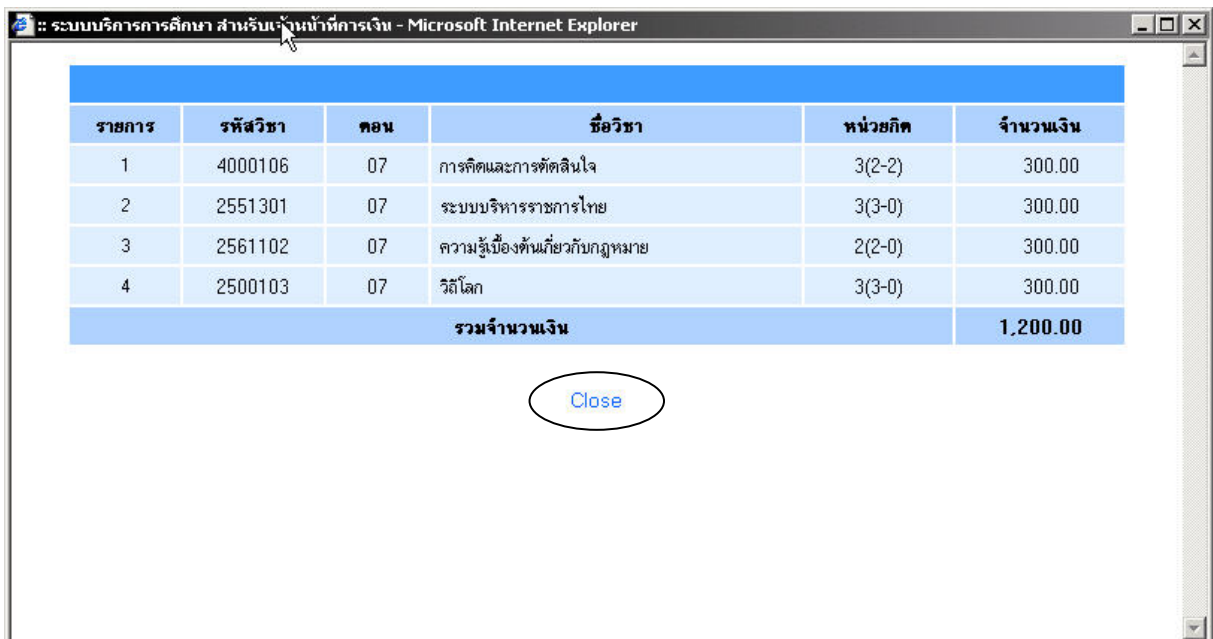 :: ระบบบริการการศึกษา สำหรับเจ้าหน้าที่การเงิน - Microsoft Internet Explorer
รายการ รหัสวิชา ตอน ชื่อวิชา หน่วยกิต จำนวนเงิน
1 4000106 07 การคิดและการตัดสินใจ 3(2-2) 300.00
2 2551301 07 ระบบบริหารราชการไทย 3(3-0) 300.00
3 2561102 07 ความรู้เบื้องต้นเกี่ยวกับกฎหมาย 2(2-0) 300.00
4 2500103 07 วิถีโลก 3(3-0) 300.00
รวมจำนวนเงิน 1,200.00
Close